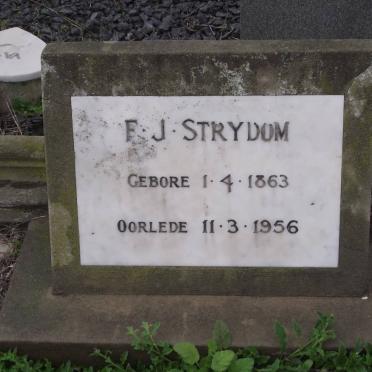 F·J·STRYDOM
GEBORE 1·4·1863
OORLEDE 11·3·1956